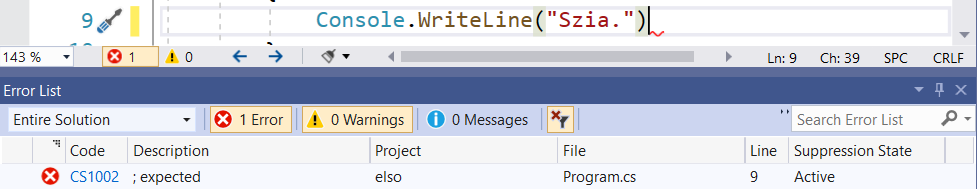 9 Console.WriteLine("Szia.")
143 % 1 0 Ln: 9 Ch: 39 SPC CRLF
Error List
Entire Solution 1 Error 0 Warnings 0 Messages Search Error List
Code Description Project File Line Suppression State
CS1002 ; expected elso Program.cs 9 Active